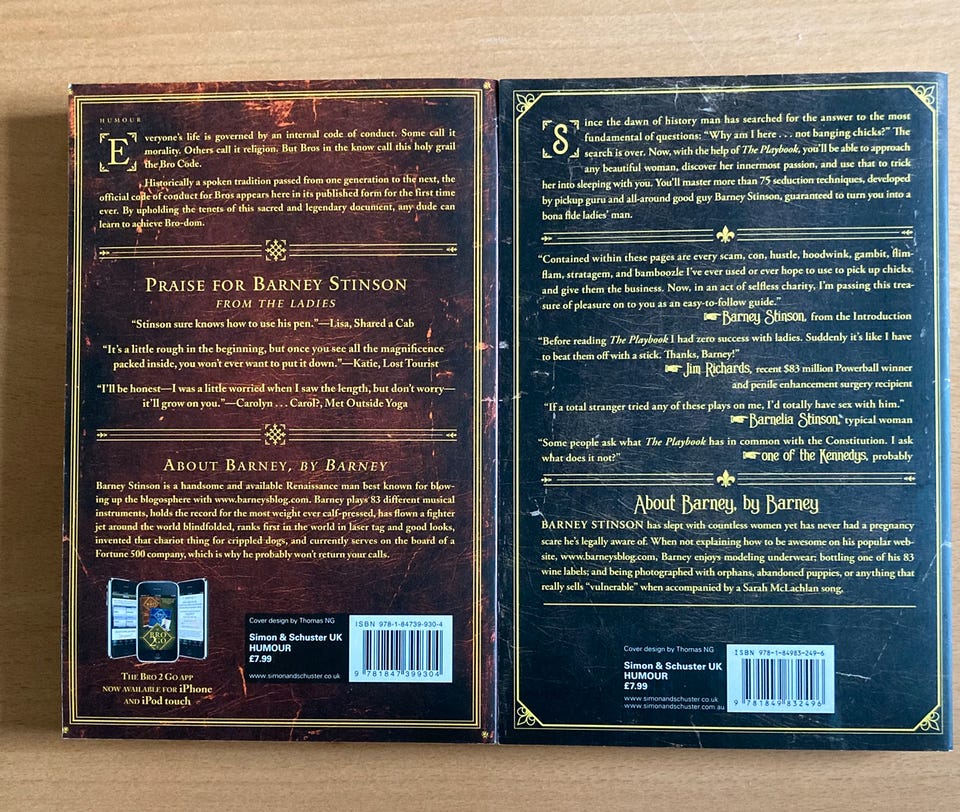 HUMOUR
Everyone's life is governed by an internal code of conduct. Some call it
morality. Others call it religion. But Bros in the know call this holy grail
the Bro Code.
Historically a spoken tradition passed from one generation to the next, the
official code of conduct for Bros appears here in its published form for the first time
ever. By upholding the tenets of this sacred and legendary document, any dude can
learn to achieve Bro-dom.
PRAISE FOR BARNEY STINSON
FROM THE LADIES
“Stinson sure knows how to use his pen.”—Lisa, Shared a Cab
“It's a little rough in the beginning, but once you see all the magnificence
packed inside, you won't ever want to put it down.”—Katie, Lost Tourist
“I'll be honest—I was a little worried when I saw the length, but don't worry—
it'll grow on you.”—Carolyn . . . Carol?, Met Outside Yoga
ABOUT BARNEY, BY BARNEY
Barney Stinson is a handsome and available Renaissance man best known for blow-
ing up the blogosphere with www.barneysblog.com. Barney plays 83 different musical
instruments, holds the record for the most weight ever calf-pressed, has flown a fighter
jet around the world blindfolded, ranks first in the world in laser tag and good looks,
invented that chariot thing for crippled dogs, and currently serves on the board of a
Fortune 500 company, which is why he probably won't return your calls.
BRO
2GO
THE BRO 2 GO APP
NOW AVAILABLE FOR iPhone
AND iPod touch
Cover design by Thomas NG
Simon & Schuster UK
HUMOUR
£7.99
www.simonandschuster.co.uk
ISBN 978-1-84739-930-4
9 781847 399304
Since the dawn of history man has searched for the answer to the most
fundamental of questions: “Why am I here . . . not banging chicks?” The
search is over. Now, with the help of The Playbook, you'll be able to approach
any beautiful woman, discover her innermost passion, and use that to trick
her into sleeping with you. You'll master more than 75 seduction techniques, developed
by pickup guru and all-around good guy Barney Stinson, guaranteed to turn you into a
bona fide ladies' man.
“Contained within these pages are every scam, con, hustle, hoodwink, gambit, flim-
flam, stratagem, and bamboozle I've ever used or ever hope to use to pick up chicks
and give them the business. Now, in an act of selfless charity, I'm passing this trea-
sure of pleasure on to you as an easy-to-follow guide.”
Barney Stinson, from the Introduction
“Before reading The Playbook I had zero success with ladies. Suddenly it's like I have
to beat them off with a stick. Thanks, Barney!”
Jim Richards, recent $83 million Powerball winner
and penile enhancement surgery recipient
“If a total stranger tried any of these plays on me, I'd totally have sex with him.”
Barnelia Stinson, typical woman
“Some people ask what The Playbook has in common with the Constitution. I ask
what does it not?”
one of the Kennedys, probably
About Barney, by Barney
BARNEY STINSON has slept with countless women yet has never had a pregnancy
scare he's legally aware of. When not explaining how to be awesome on his popular web-
site, www.barneysblog.com, Barney enjoys modeling underwear; bottling one of his 83
wine labels; and being photographed with orphans, abandoned puppies, or anything that
really sells “vulnerable” when accompanied by a Sarah McLachlan song.
Cover design by Thomas NG
Simon & Schuster UK
HUMOUR
£7.99
www.simonandschuster.co.uk
www.simonandschuster.com.au
ISBN 978-1-84983-249-6
9 781849 832496